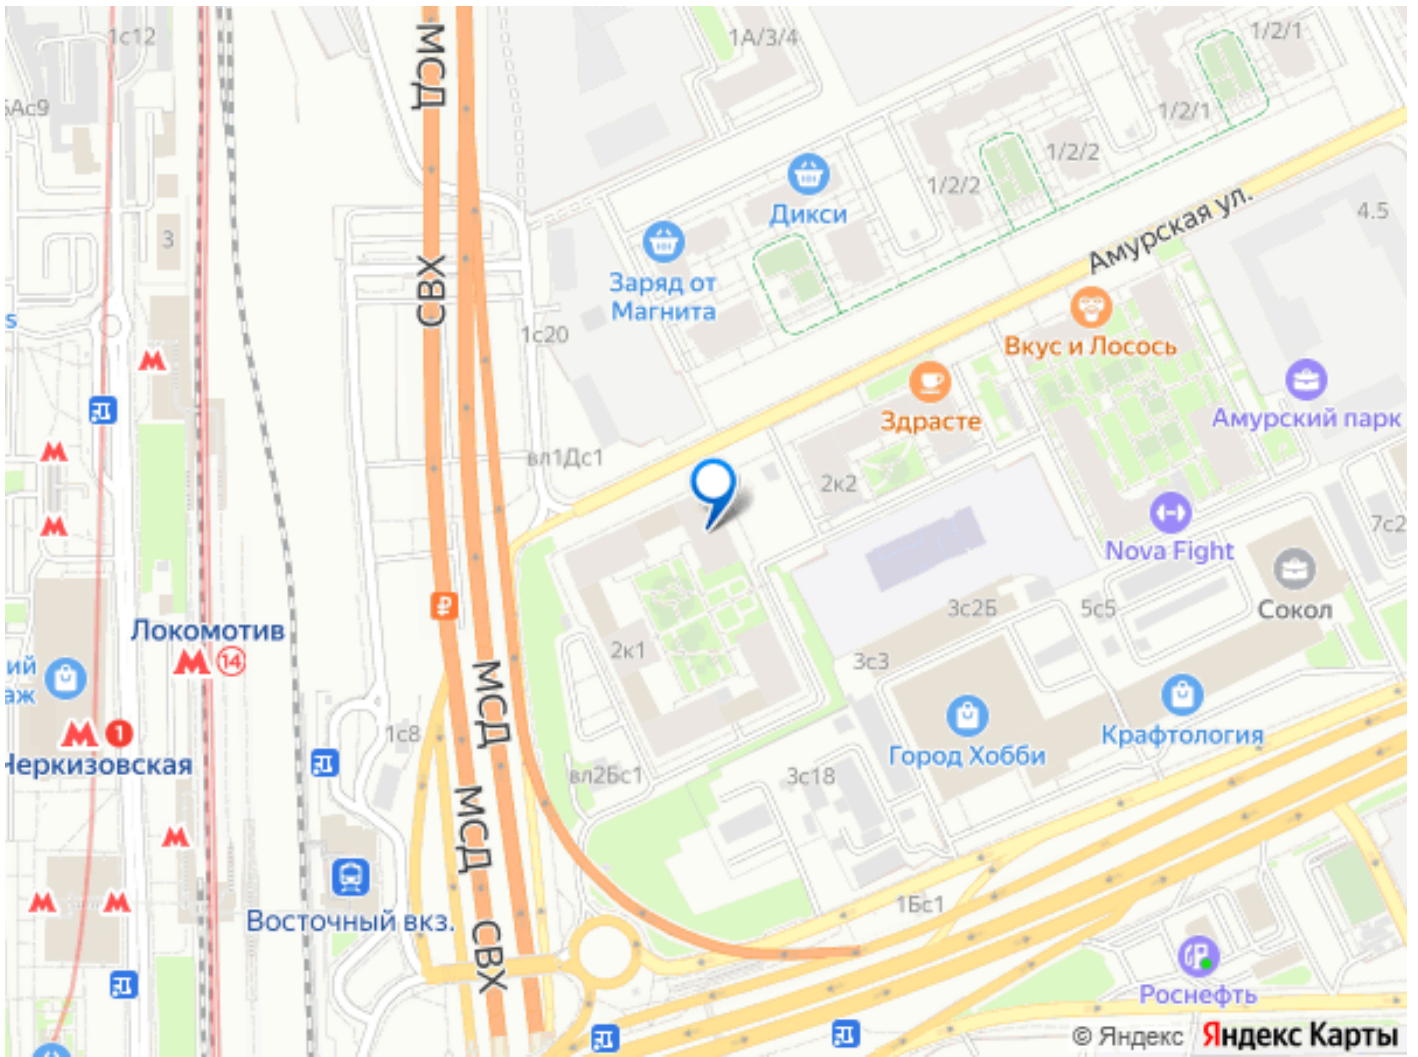 1с12
МСД
1А/3/4
1/2/1
6Ас9
1/2/1
1/2/2
Дикси
1/2/2
4.5
3
Амурская ул.
Заряд от
Магнита
СВХ
1с20
Вкус и Лосось
Здрасте
Амурский парк
вл1Дс1
2к2
7с2
Nova Fight
Сокол
3с2Б
5с5
₽
Локомотив
14
2к1
3с3
МСД
1
Черкизовская
1с8
Город Хобби
Крафтология
вл2Бс1
3с18
МСД
Восточный вкз.
1Бс1
СВХ
Роснефть
© Яндекс
Яндекс Карты